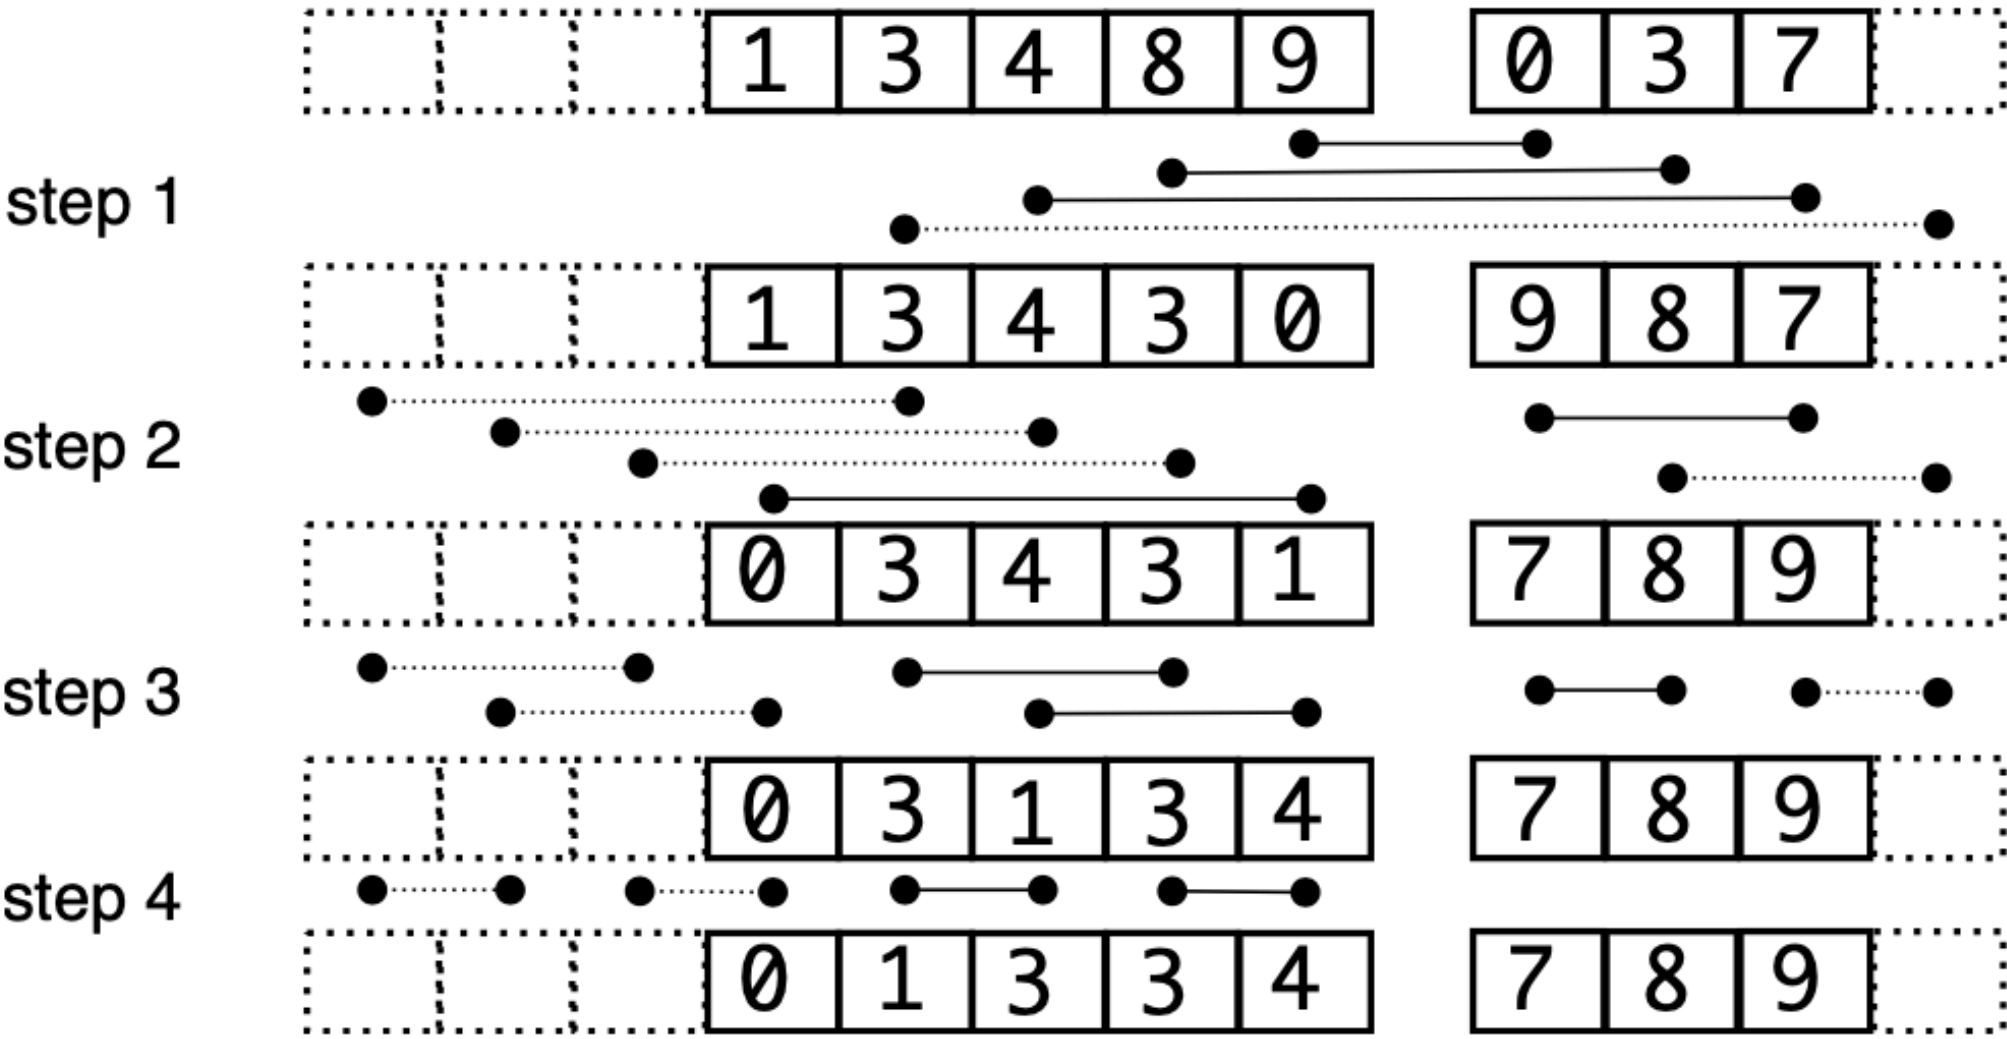 1 3 4 8 9 0 3 7
step 1
1 3 4 3 0 9 8 7
step 2
0 3 4 3 1 7 8 9
step 3
0 3 1 3 4 7 8 9
step 4
0 1 3 3 4 7 8 9